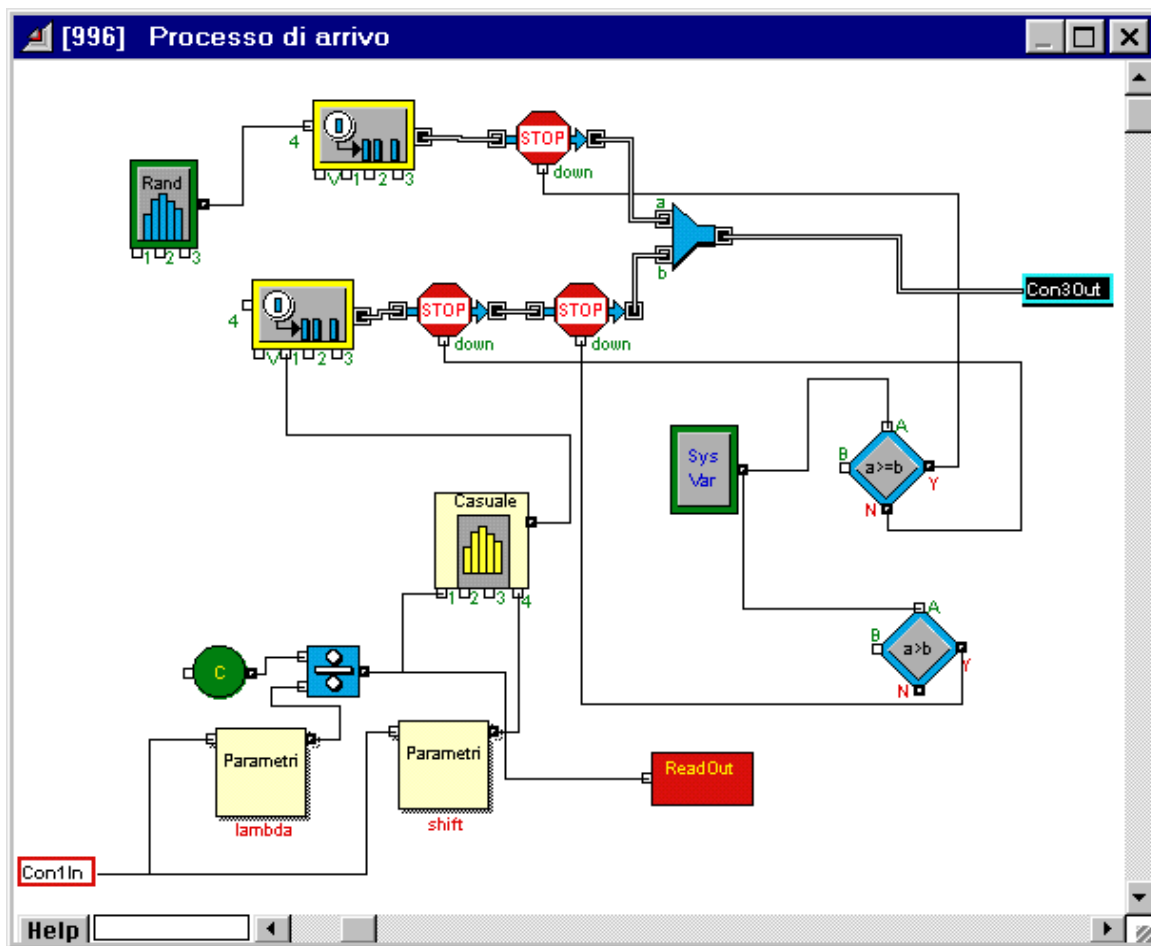 [996] Processo di arrivo
4
V 1 2 3
STOP
down
Rand
1 2 3
a
b
Con3Out
4
V 1 2 3
STOP
down
STOP
down
Sys
Var
A
B
a>=b
Y
N
Casuale
1 2 3 4
A
B
a>b
Y
N
C
Parametri
lambda
Parametri
shift
ReadOut
Con1In
Help